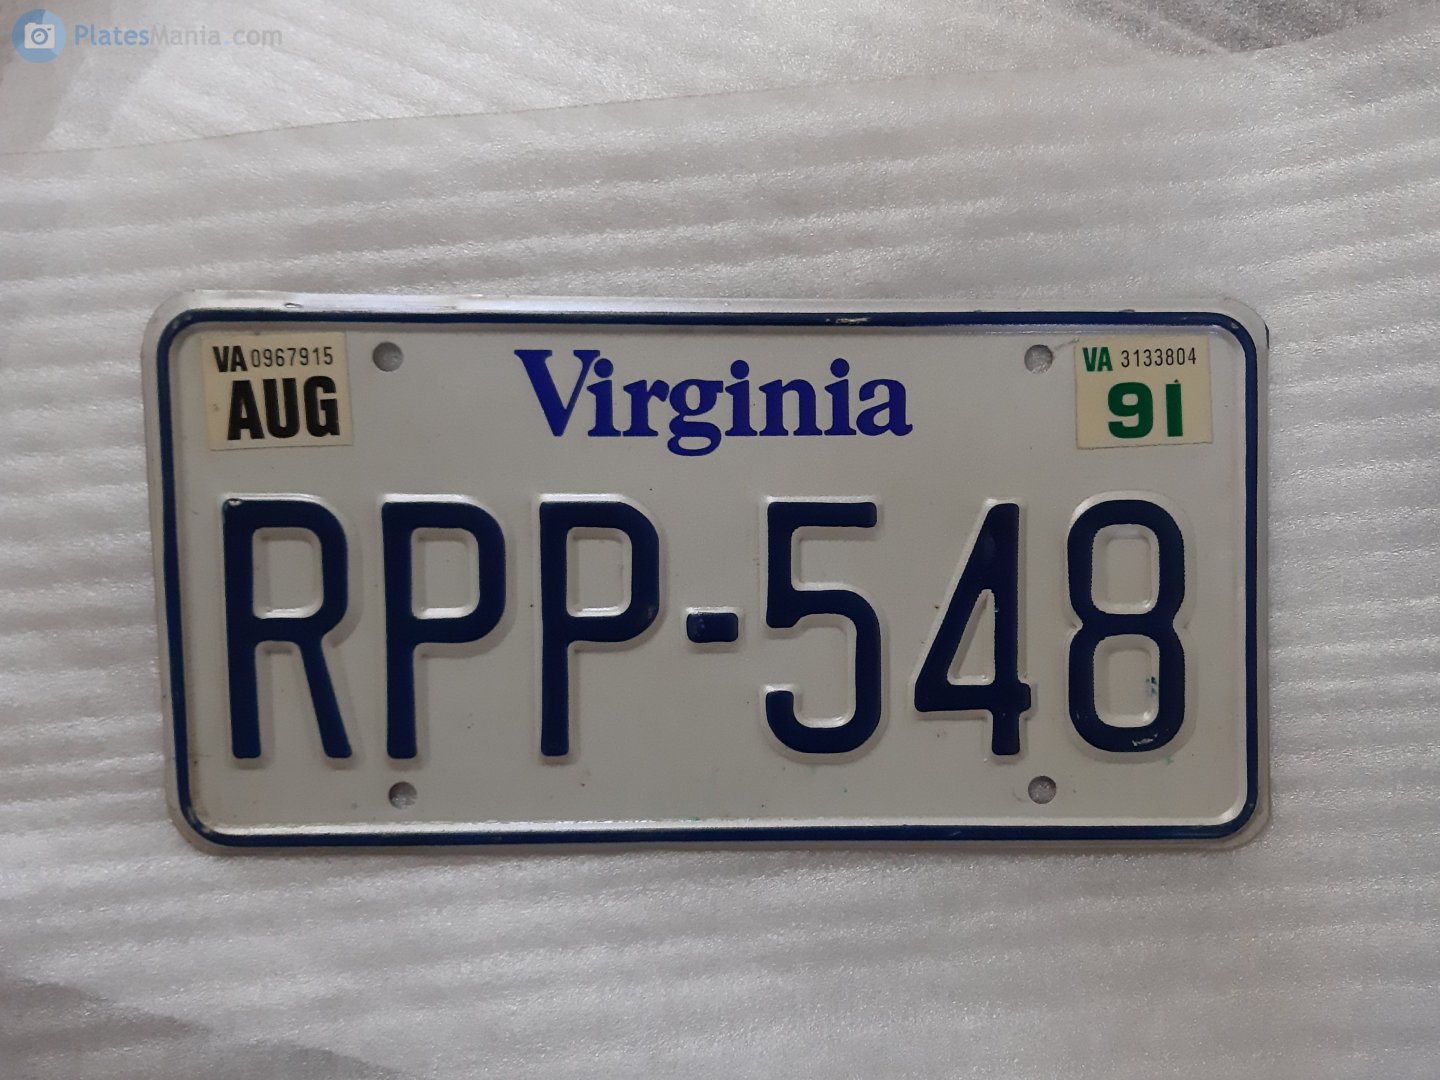 PlatesMania.com
VA 0967915
AUG
Virginia
VA 3133804
91
RPP-548